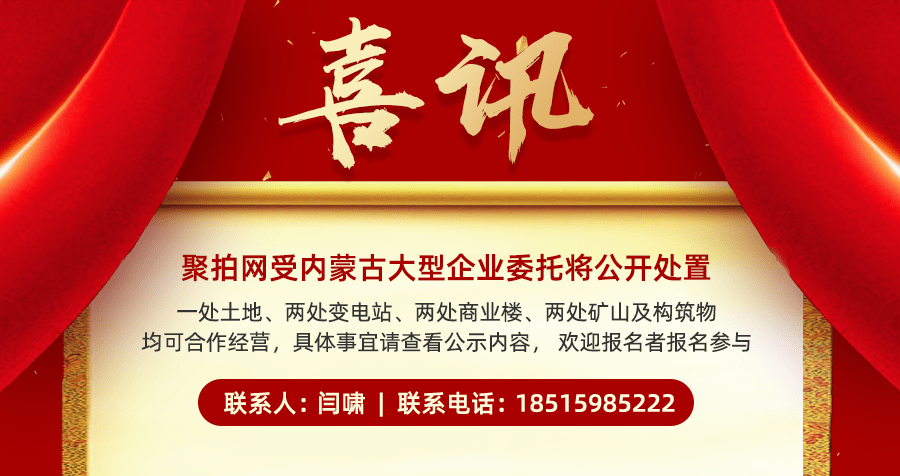 喜讯
聚拍网受内蒙古大型企业委托将公开处置
一处土地、两处变电站、两处商业楼、两处矿山及构筑物
均可合作经营，具体事宜请查看公示内容， 欢迎报名者报名参与
联系人：闫啸 | 联系电话：18515985222